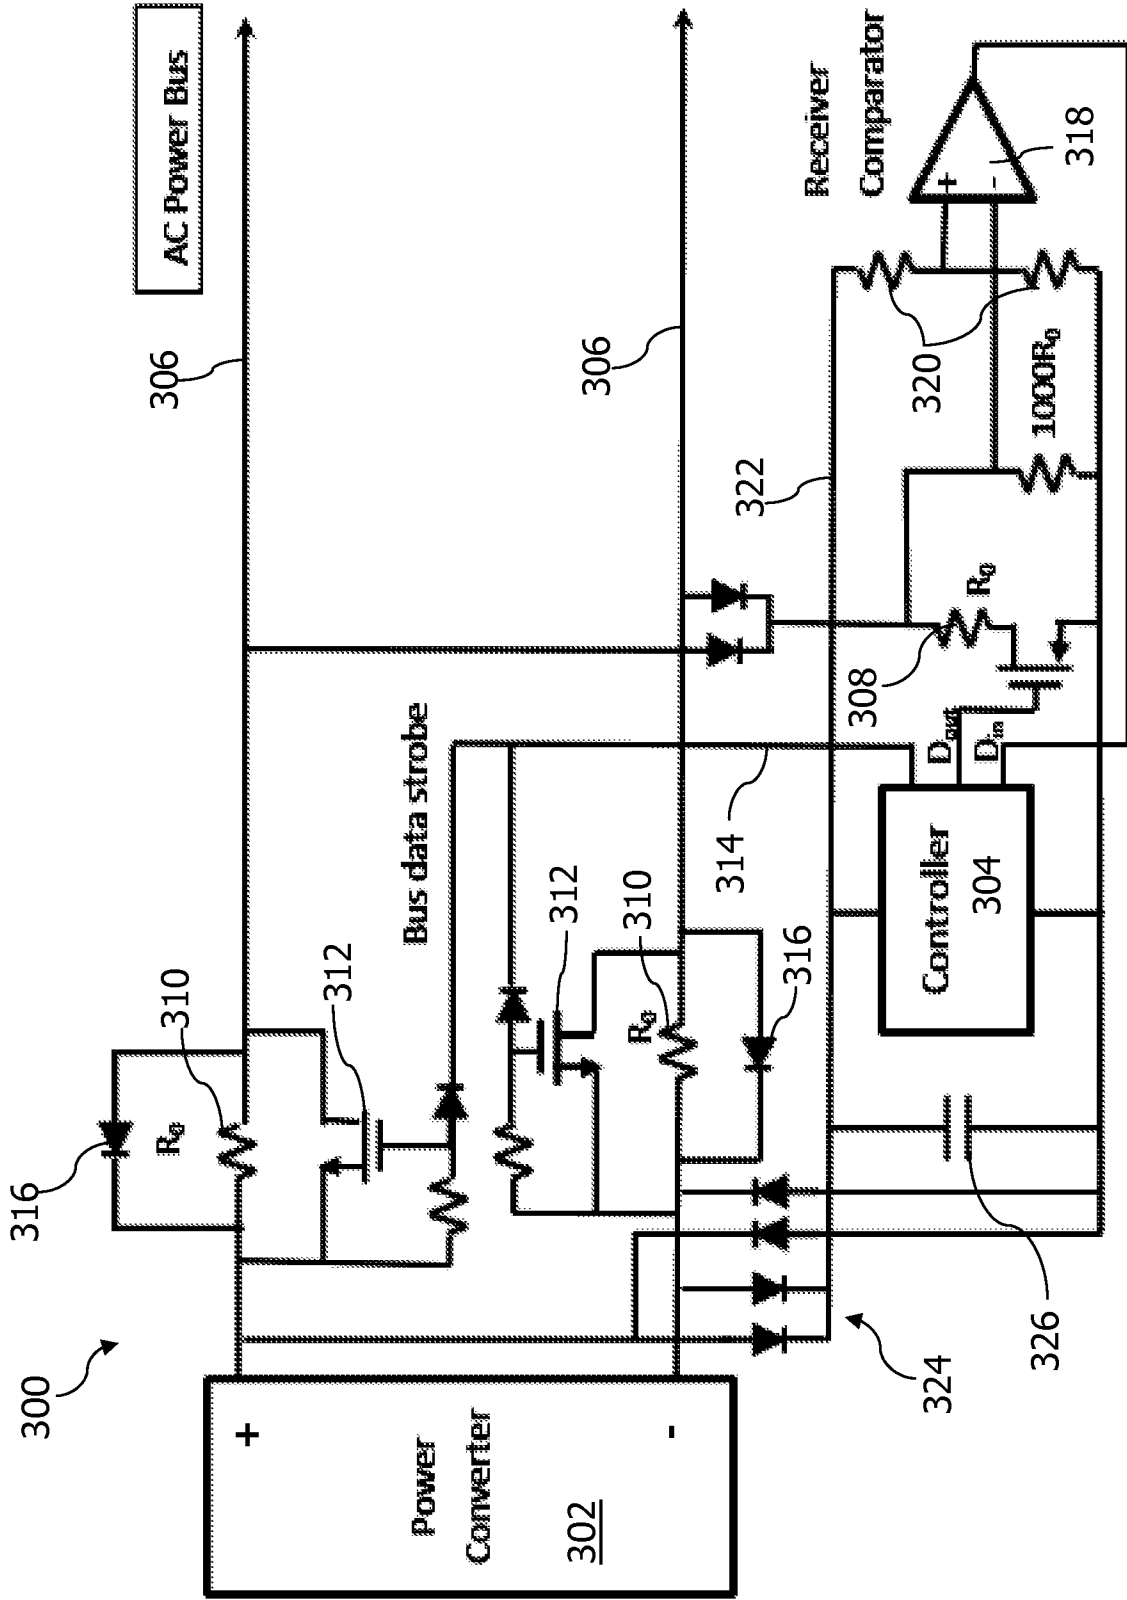 300
316
310
R0
312
306
AC Power Bus
Power
Converter
302
+
-
Bus data strobe
312
310
R0
316
314
306
324
326
Controller
304
Dout
Din
308
R0
322
1000R0
320
Receiver
Comparator
+
-
318